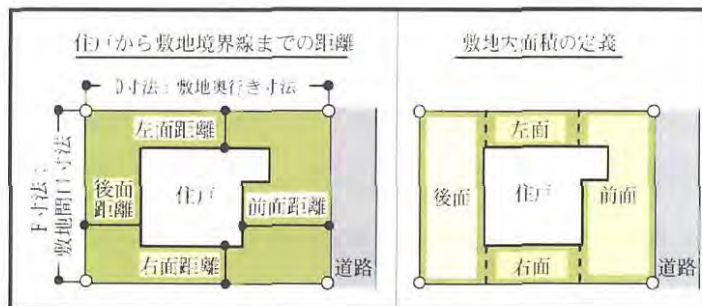 住戸から敷地境界線までの距離
D寸法：敷地奥行き寸法
F寸法：
敷地間口寸法
左面距離
後面
距離
住戸
前面距離
右面距離
道路
敷地内面積の定義
左面
後面
住戸
前面
右面
道路